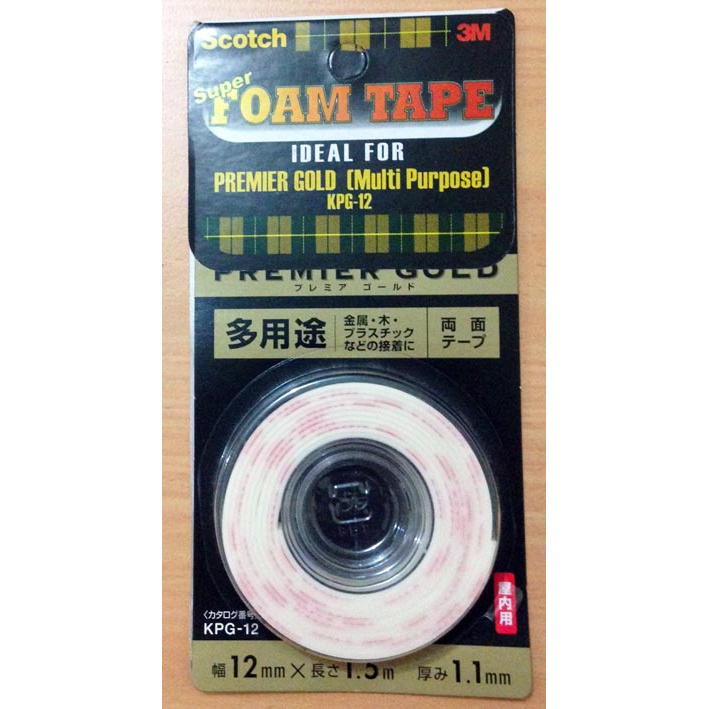 Scotch 3M
Super
FOAM TAPE
IDEAL FOR
PREMIER GOLD (Multi Purpose)
KPG-12
PREMIER GOLD
プレミア ゴールド
多用途
金属・木・
プラスチック
などの接着に
両面
テープ
屋内用
〈カタログ番号
KPG-12
幅12mm×長さ1.5m 厚み1.1mm